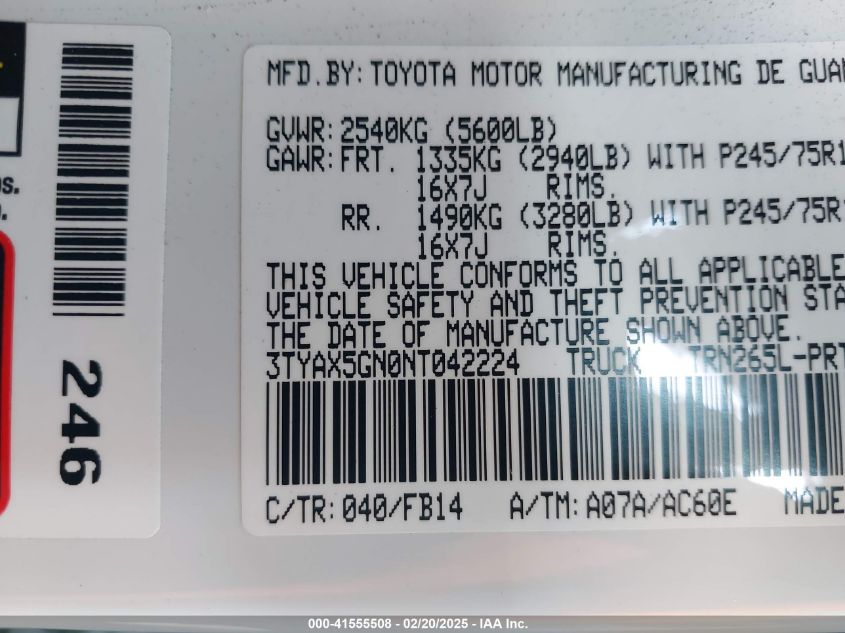 MFD.BY: TOYOTA MOTOR MANUFACTURING DE
GVWR: 2540KG (5600LB)
GAWR: FRT. 1335KG (2940LB) WITH P245/75R1
16X7J RIMS.
RR. 1490KG (3280LB) WITH P245/75R1
16X7J RIMS.
THIS VEHICLE CONFORMS TO ALL APPLICABLE
VEHICLE SAFETY AND THEFT PREVENTION STA
THE DATE OF MANUFACTURE SHOWN ABOVE.
3TYAX5GN0NT042224 TRUCK TRN265L-PRT
C/TR: 040/FB14 A/TM: A07A/AC60E MADE
246
000-41555508 - 02/20/2025 - IAA Inc.